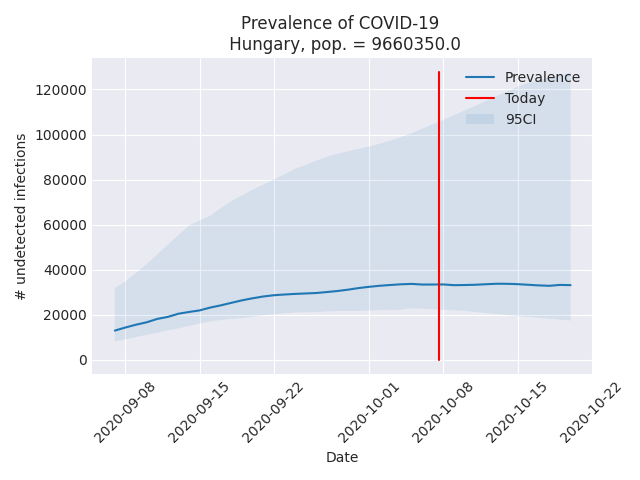 Prevalence of COVID-19
Hungary, pop. = 9660350.0
Prevalence
Today
95CI
120000
100000
80000
60000
40000
20000
0
# undetected infections
2020-09-08
2020-09-15
2020-09-22
2020-10-01
2020-10-08
2020-10-15
2020-10-22
Date